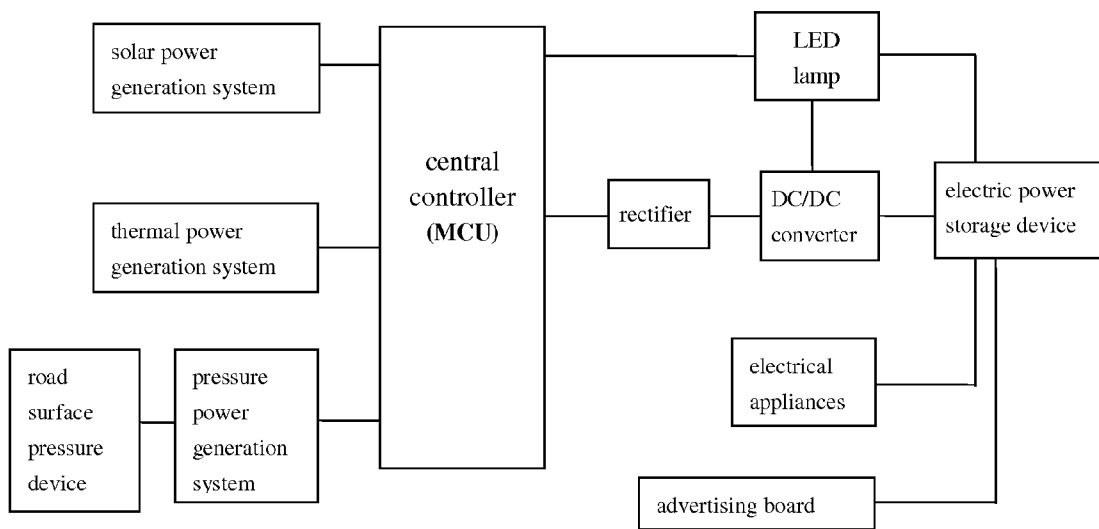 solar power
generation system
thermal power
generation system
road
surface
pressure
device
pressure
power
generation
system
central
controller
(MCU)
LED
lamp
rectifier
DC/DC
converter
electric power
storage device
electrical
appliances
advertising board